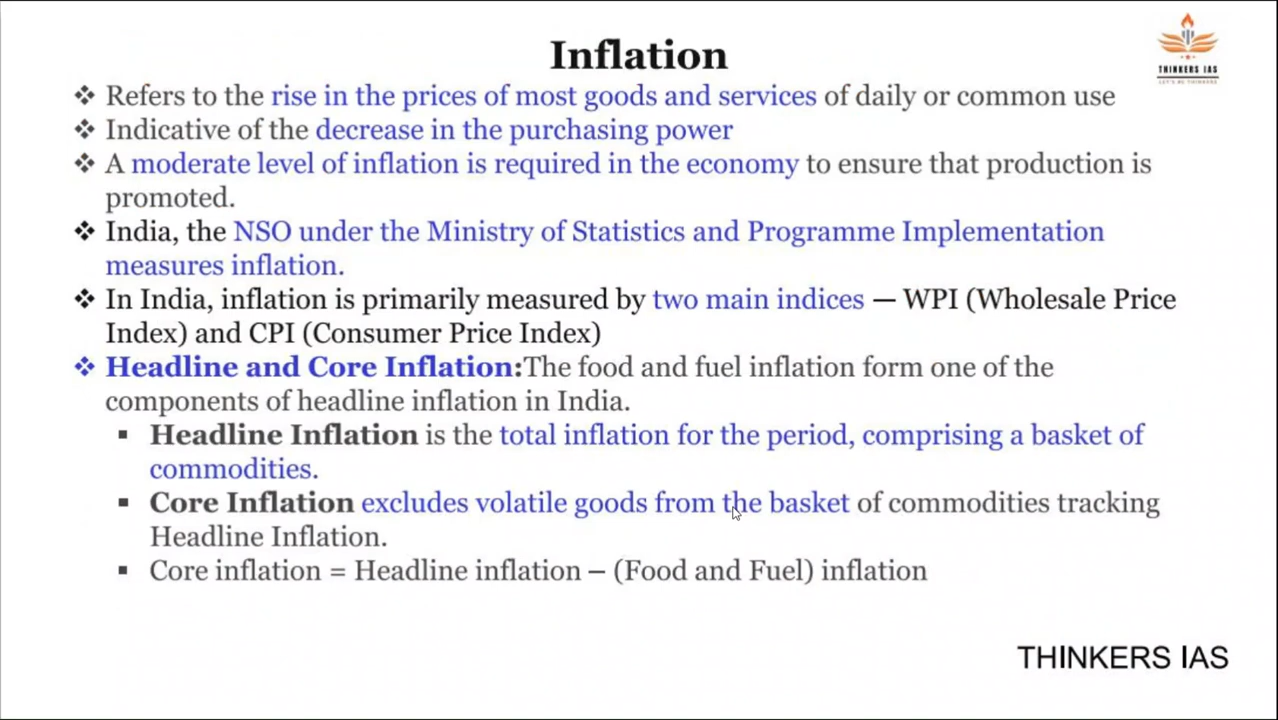 Inflation
THINKERS IAS
LET'S BE THINKERS
❖ Refers to the rise in the prices of most goods and services of daily or common use
❖ Indicative of the decrease in the purchasing power
❖ A moderate level of inflation is required in the economy to ensure that production is
promoted.
❖ India, the NSO under the Ministry of Statistics and Programme Implementation
measures inflation.
❖ In India, inflation is primarily measured by two main indices — WPI (Wholesale Price
Index) and CPI (Consumer Price Index)
❖ Headline and Core Inflation:The food and fuel inflation form one of the
components of headline inflation in India.
▪ Headline Inflation is the total inflation for the period, comprising a basket of
commodities.
▪ Core Inflation excludes volatile goods from the basket of commodities tracking
Headline Inflation.
▪ Core inflation = Headline inflation – (Food and Fuel) inflation
THINKERS IAS